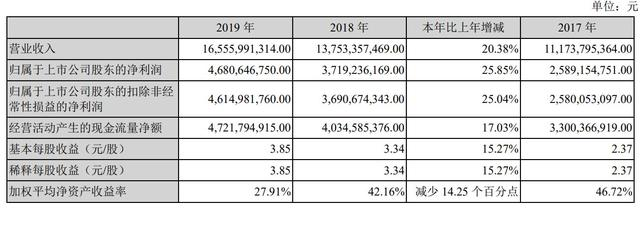 单位：元
2019 年 2018 年 本年比上年增减 2017 年
营业收入 16,555,991,314.00 13,753,357,469.00 20.38% 11,173,795,364.00
归属于上市公司股东的净利润 4,680,646,750.00 3,719,236,169.00 25.85% 2,589,154,751.00
归属于上市公司股东的扣除非经
常性损益的净利润 4,614,981,760.00 3,690,674,343.00 25.04% 2,580,053,097.00
经营活动产生的现金流量净额 4,721,794,915.00 4,034,585,376.00 17.03% 3,300,366,919.00
基本每股收益（元/股） 3.85 3.34 15.27% 2.37
稀释每股收益（元/股） 3.85 3.34 15.27% 2.37
加权平均净资产收益率 27.91% 42.16% 减少 14.25 个百分点 46.72%